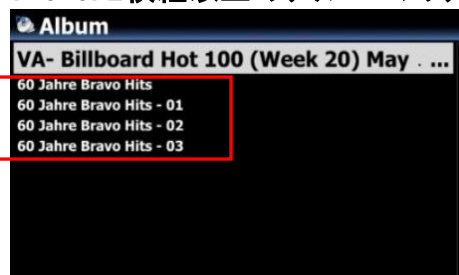 Album
VA- Billboard Hot 100 (Week 20) May . ...
60 Jahre Bravo Hits
60 Jahre Bravo Hits - 01
60 Jahre Bravo Hits - 02
60 Jahre Bravo Hits - 03